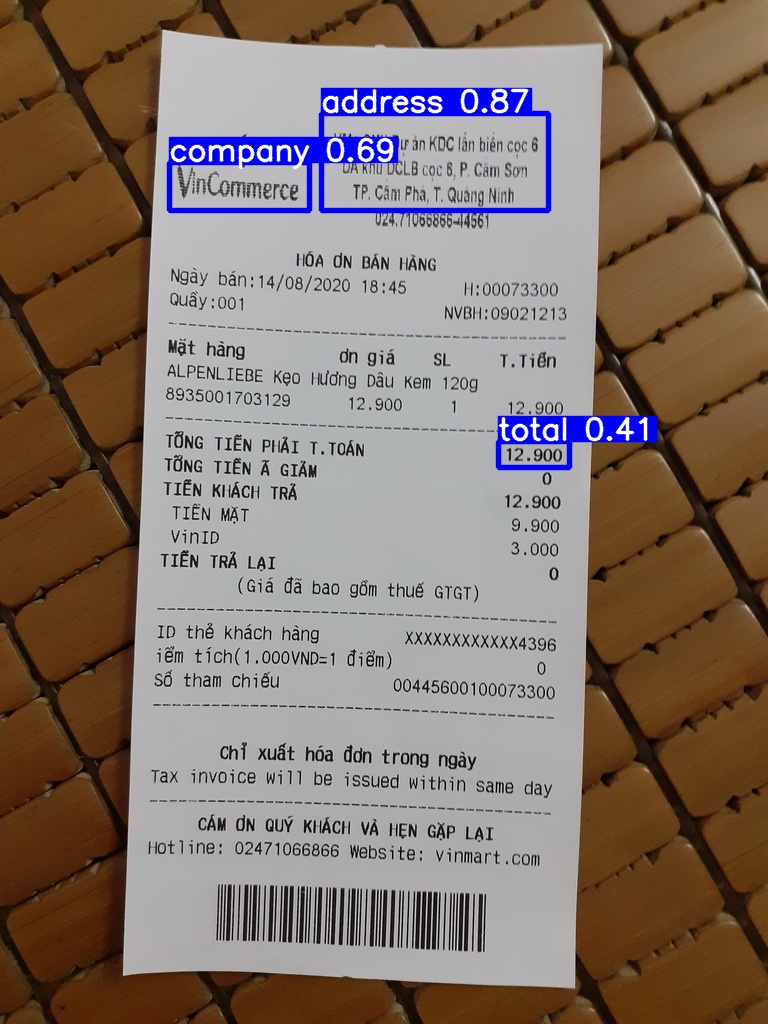 address 0.87
company 0.69
ự án KDC lấn biển cọc 6
DA khu DCLB cọc 6, P. Cẩm Sơn
VinCommerce
TP. Cẩm Phả, T. Quảng Ninh
024.71066866-44561
HÓA ƠN BÁN HÀNG
Ngày bán:14/08/2020 18:45 H:00073300
Quầy:001 NVBH:09021213
Mặt hàng ơn giá SL T.Tiền
ALPENLIEBE Kẹo Hương Dâu Kem 120g
8935001703129 12.900 1 12.900
total 0.41
TỔNG TIỀN PHẢI T.TOÁN 12.900
TỔNG TIỀN Ã GIẢM 0
TIỀN KHÁCH TRẢ 12.900
TIỀN MẶT 9.900
VinID 3.000
TIỀN TRẢ LẠI 0
(Giá đã bao gồm thuế GTGT)
ID thẻ khách hàng XXXXXXXXXXXX4396
iểm tích(1.000VND=1 điểm) 0
Số tham chiếu 00445600100073300
Chỉ xuất hóa đơn trong ngày
Tax invoice will be issued within same day
CÁM ƠN QUÝ KHÁCH VÀ HẸN GẶP LẠI
Hotline: 02471066866 Website: vinmart.com